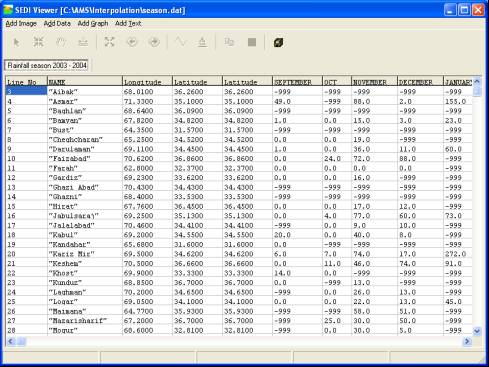 SEDI Viewer [C:\AM5\Interpolation\season.dat]
Add Image Add Data Add Graph Add Text
Rainfall season 2003 - 2004
Line No NAME Longitude Latitude Latitude SEPTEMBER OCT NOVEMBER DECEMBER JANUARY
3 "Aibak" 68.0100 36.2600 36.2600 -999 -999 -999 -999 -999
4 "Asmar" 71.3300 35.1000 35.1000 49.0 -999 88.0 2.0 155.0
5 "Baghlan" 68.6400 36.0900 36.0900 -999 -999 -999 -999 -999
6 "Bamyan" 67.8200 34.8200 34.8200 1.0 0.0 15.0 3.0 23.0
7 "Bust" 64.3500 31.5700 31.5700 -999 -999 -999 -999 -999
8 "Cheghcharan" 65.2500 34.5200 34.5200 0.0 0.0 19.0 -999 -999
9 "Darulaman" 69.1100 34.4500 34.4500 1.0 0.0 36.0 11.0 60.0
10 "Faizabad" 70.6200 36.8600 36.8600 0.0 24.0 72.0 88.0 -999
11 "Farah" 62.8000 32.3700 32.3700 0.0 0.0 0.0 0.0 -999
12 "Gardiz" 69.2300 33.6200 33.6200 0.0 0.0 16.0 -999 -999
13 "Ghazi Abad" 70.4300 34.4300 34.4300 -999 -999 -999 -999 -999
14 "Ghazni" 68.4000 33.5300 33.5300 -999 -999 -999 -999 -999
15 "Hirat" 67.7600 36.4500 36.4500 0.0 0.0 17.0 12.0 -999
16 "Jabulsaraj" 69.2500 35.1300 35.1300 0.0 4.0 77.0 60.0 73.0
17 "Jalalabad" 70.4600 34.4100 34.4100 -999 0.0 9.0 10.0 -999
18 "Kabul" 69.2000 34.5500 34.5500 20.0 0.0 40.0 8.0 -999
19 "Kandahar" 65.6800 31.6000 31.6000 0.0 -999 -999 -999 -999
20 "Kariz Mir" 69.5000 34.6200 34.6200 6.0 7.0 74.0 17.0 272.0
21 "Keshem" 70.5000 36.6600 36.6600 0.0 11.0 46.0 74.0 91.0
22 "Khost" 69.9000 33.3300 33.3300 14.0 0.0 -999 -999 -999
23 "Kunduz" 68.8500 36.7000 36.7000 0.0 0.0 13.0 -999 -999
24 "Laghman" 70.2000 34.6500 34.6500 -999 0.0 26.0 13.0 -999
25 "Logar" 69.0500 34.1000 34.1000 0.0 0.0 22.0 13.0 45.0
26 "Maimana" 64.7700 35.9300 35.9300 -999 -999 58.0 51.0 -999
27 "Mazarisharif" 67.2000 36.7000 36.7000 -999 25.0 30.0 50.0 -999
28 "Moqur" 68.6000 32.8100 32.8100 -999 0.0 30.0 5.0 -999